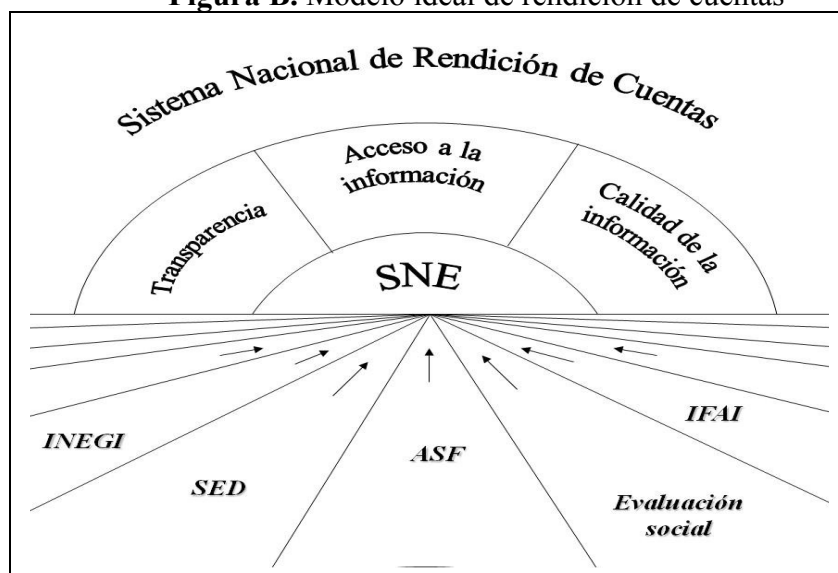 Figura B. Modelo ideal de rendición de cuentas
Sistema Nacional de Rendición de Cuentas
Transparencia
Acceso a la
información
Calidad de la
información
SNE
INEGI
SED
ASF
IFAI
Evaluación
social